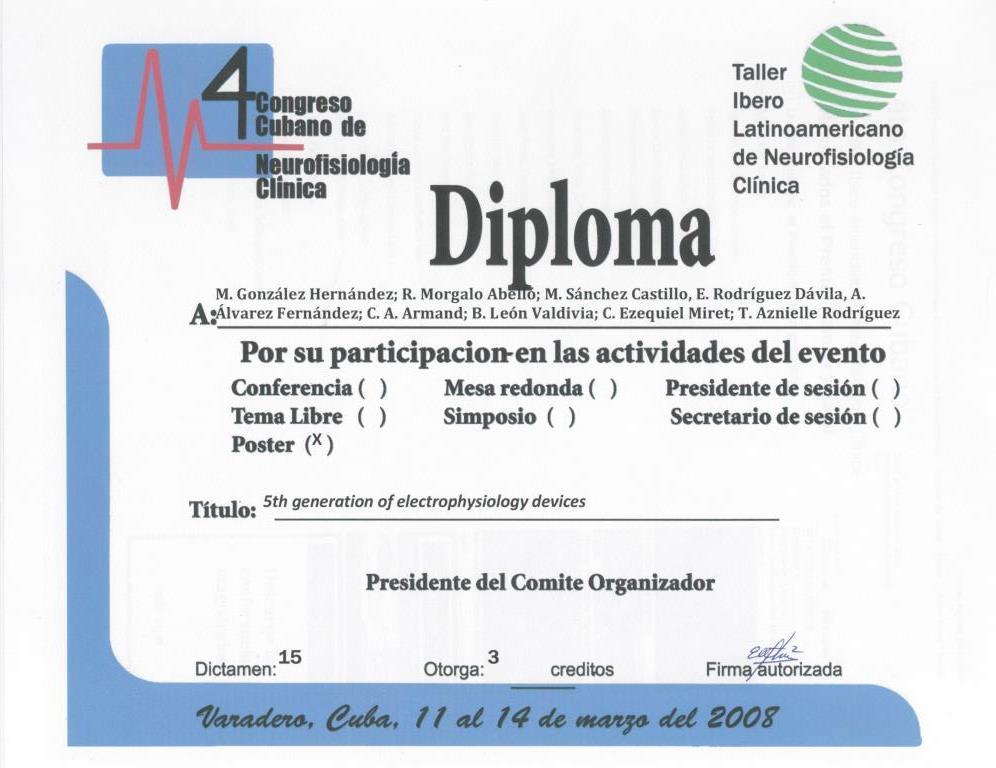 4 Congreso
Cubano de
Neurofisiología
Clínica
Taller
Ibero
Latinoamericano
de Neurofisiología
Clínica
Diploma
M. González Hernández; R. Morgalo Abelló; M. Sánchez Castillo, E. Rodríguez Dávila, A.
A: Álvarez Fernández; C. A. Armand; B. León Valdivia; C. Ezequiel Miret; T. Aznielle Rodríguez
Por su participacion en las actividades del evento
Conferencia ( ) Mesa redonda ( ) Presidente de sesión ( )
Tema Libre ( ) Simposio ( ) Secretario de sesión ( )
Poster (X)
Título: 5th generation of electrophysiology devices
Presidente del Comite Organizador
Dictamen: 15 Otorga: 3 creditos Firma autorizada
Varadero, Cuba, 11 al 14 de marzo del 2008